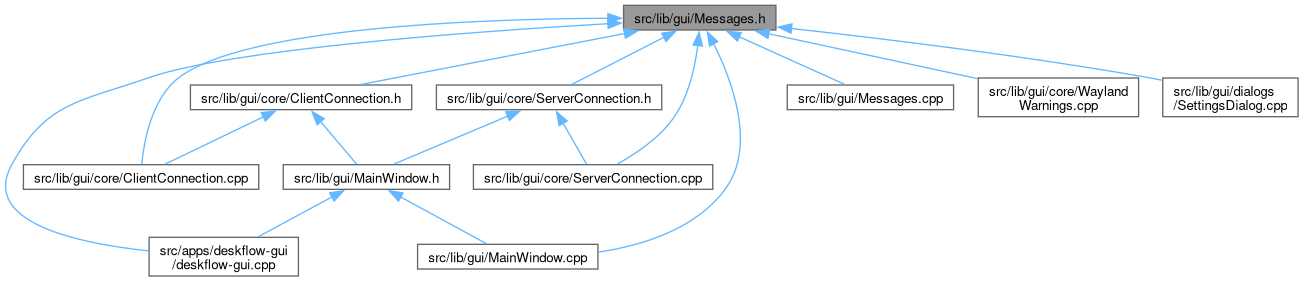 src/lib/gui/Messages.h
src/lib/gui/core/ClientConnection.h
src/lib/gui/core/ServerConnection.h
src/lib/gui/Messages.cpp
src/lib/gui/core/Wayland
Warnings.cpp
src/lib/gui/dialogs
/SettingsDialog.cpp
src/lib/gui/core/ClientConnection.cpp
src/lib/gui/MainWindow.h
src/lib/gui/core/ServerConnection.cpp
src/apps/deskflow-gui
/deskflow-gui.cpp
src/lib/gui/MainWindow.cpp